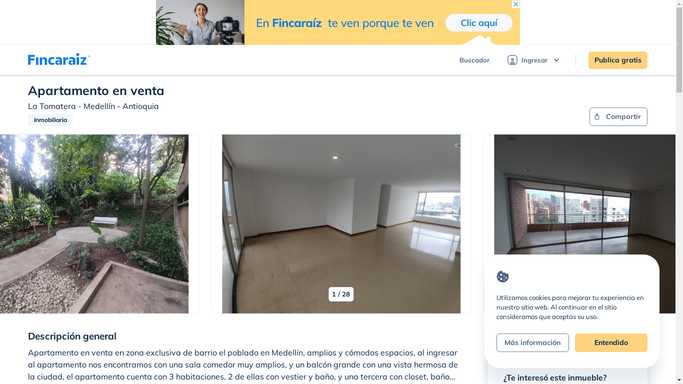 En Fincaraíz te ven porque te ven
Clic aquí
Fincaraiz
Buscador
Ingresar
Publica gratis
Apartamento en venta
La Tomatera - Medellín - Antioquia
Inmobiliaria
Compartir
1 / 28
Utilizamos cookies para mejorar tu experiencia en
nuestro sitio web. Al continuar en el sitio
consideramos que aceptas su uso.
Más información
Entendido
Descripción general
Apartamento en venta en zona exclusiva de barrio el poblado en Medellín, amplios y cómodos espacios, al ingresar
al apartamento nos encontramos con una sala comedor muy amplios, y un balcón grande con una vista hermosa de
la ciudad, el apartamento cuenta con 3 habitaciones, 2 de ellas con vestier y baño, y una tercera con closet, baño...
¿Te interesó este inmueble?